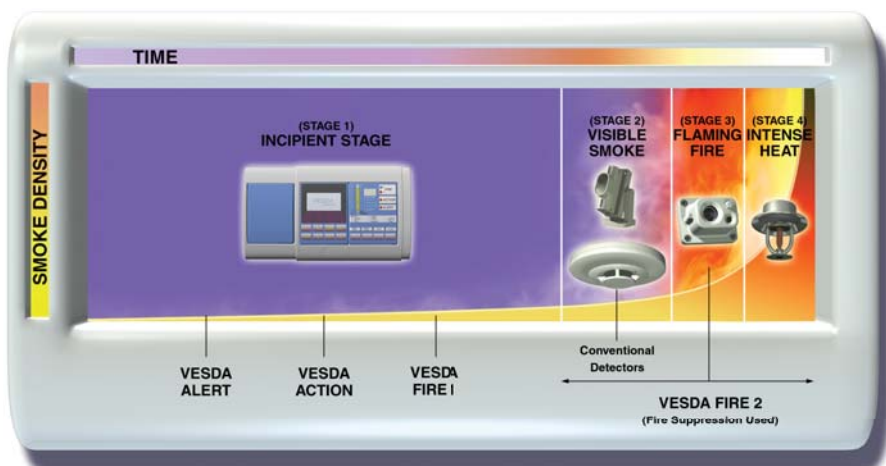 TIME
SMOKE DENSITY
(STAGE 1)
INCIPIENT STAGE
(STAGE 2)
VISIBLE
SMOKE
(STAGE 3)
FLAMING
FIRE
(STAGE 4)
INTENSE
HEAT
VESDA
ALERT
VESDA
ACTION
VESDA
FIRE I
Conventional
Detectors
VESDA FIRE 2
(Fire Suppression Used)